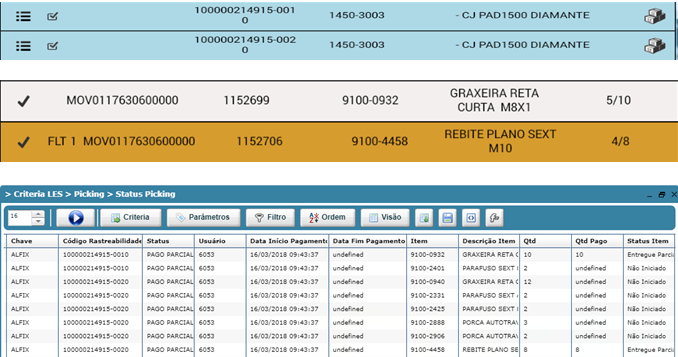 100000214915-001
0
1450-3003
- CJ PAD1500 DIAMANTE
100000214915-002
0
1450-3003
- CJ PAD1500 DIAMANTE
MOV0117630600000 1152699 9100-0932 GRAXEIRA RETA
CURTA M8X1 5/10
FLT 1 MOV0117630600000 1152706 9100-4458 REBITE PLANO SEXT
M10 4/8
> Criteria LES > Picking > Status Picking
16 Criteria Parâmetros Filtro Ordem Visão
Chave Código Rastreabilidade Status Usuário Data Início Pagament Data Fim Pagamento Item Descrição Item Qtd Qtd Pago Status Item
ALFIX 100000214915-0010 PAGO PARCIAL 6053 16/03/2018 09:43:37 undefined 9100-0932 GRAXEIRA RETA C 10 10 Entregue Parci
ALFIX 100000214915-0010 PAGO PARCIAL 6053 16/03/2018 09:43:37 undefined 9100-2401 PARAFUSO SEXT 2 undefined Não Iniciado
ALFIX 100000214915-0020 PAGO PARCIAL 6053 16/03/2018 09:43:37 undefined 9100-0940 GRAXEIRA RETA C 12 undefined Não Iniciado
ALFIX 100000214915-0020 PAGO PARCIAL 6053 16/03/2018 09:43:37 undefined 9100-2331 PARAFUSO SEXT 2 undefined Não Iniciado
ALFIX 100000214915-0020 PAGO PARCIAL 6053 16/03/2018 09:43:37 undefined 9100-2425 PARAFUSO SEXT 2 undefined Não Iniciado
ALFIX 100000214915-0020 PAGO PARCIAL 6053 16/03/2018 09:43:37 undefined 9100-2888 PORCA AUTOTRA 3 undefined Não Iniciado
ALFIX 100000214915-0020 PAGO PARCIAL 6053 16/03/2018 09:43:37 undefined 9100-2906 PORCA AUTOTRA 2 undefined Não Iniciado
ALFIX 100000214915-0020 PAGO PARCIAL 6053 16/03/2018 09:43:37 undefined 9100-4458 REBITE PLANO SE 8 8 Entregue Parci